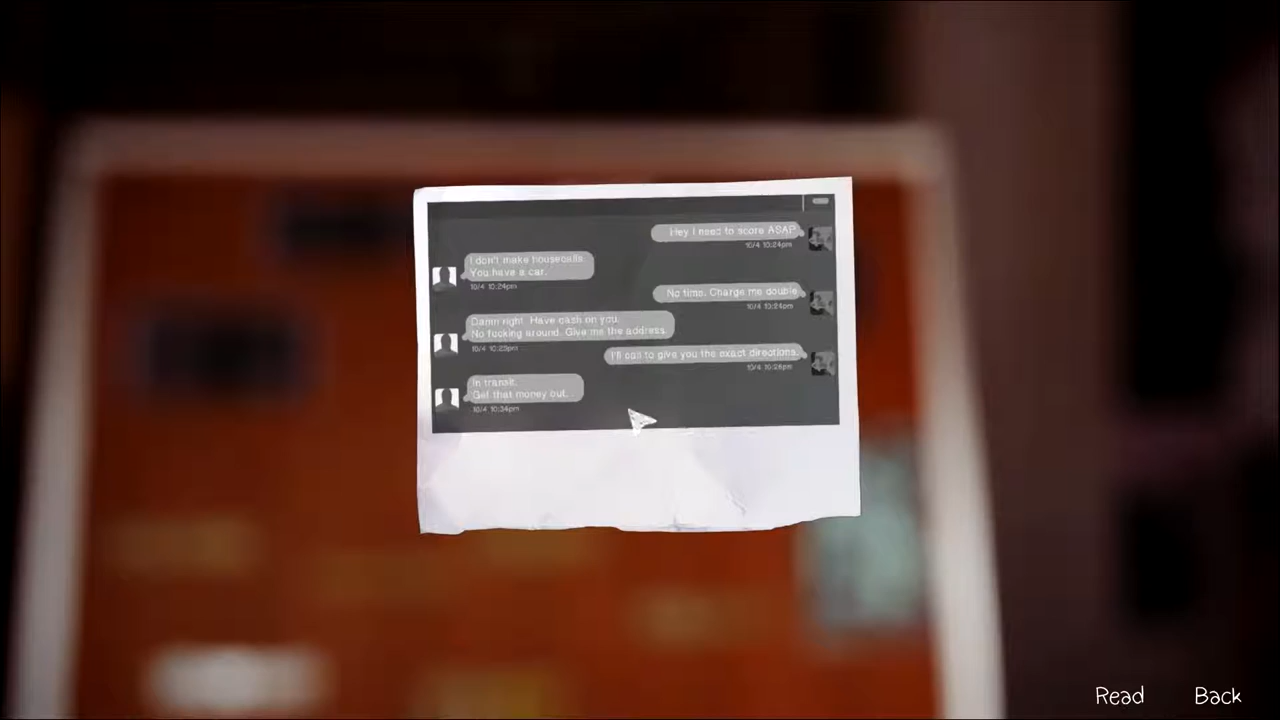 Hey I need to score ASAP
10/4 10:24pm
I don't make housecalls.
You have a car.
10/4 10:24pm
No time. Charge me double
10/4 10:24pm
Damn right. Have cash on you.
No fucking around. Give me the address.
10/4 10:25pm
I'll call to give you the exact directions.
10/4 10:26pm
In transit.
Get that money out.
10/4 10:34pm
Read
Back